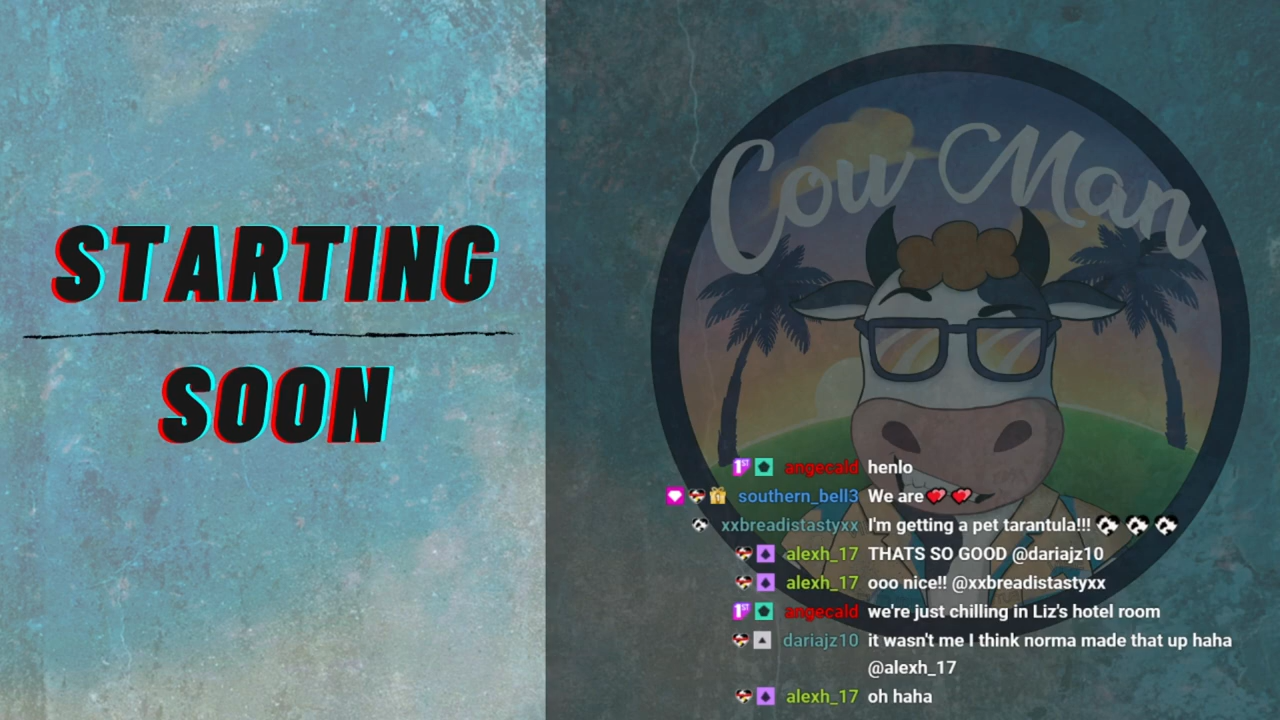 STARTING
SOON
Cow Man
angecald henlo
southern_bell3 We are
xxbreadistastyxx I'm getting a pet tarantula!!!
alexh_17 THATS SO GOOD @dariajz10
alexh_17 ooo nice!! @xxbreadistastyxx
angecald we're just chilling in Liz's hotel room
dariajz10 it wasn't me I think norma made that up haha
@alexh_17
alexh_17 oh haha